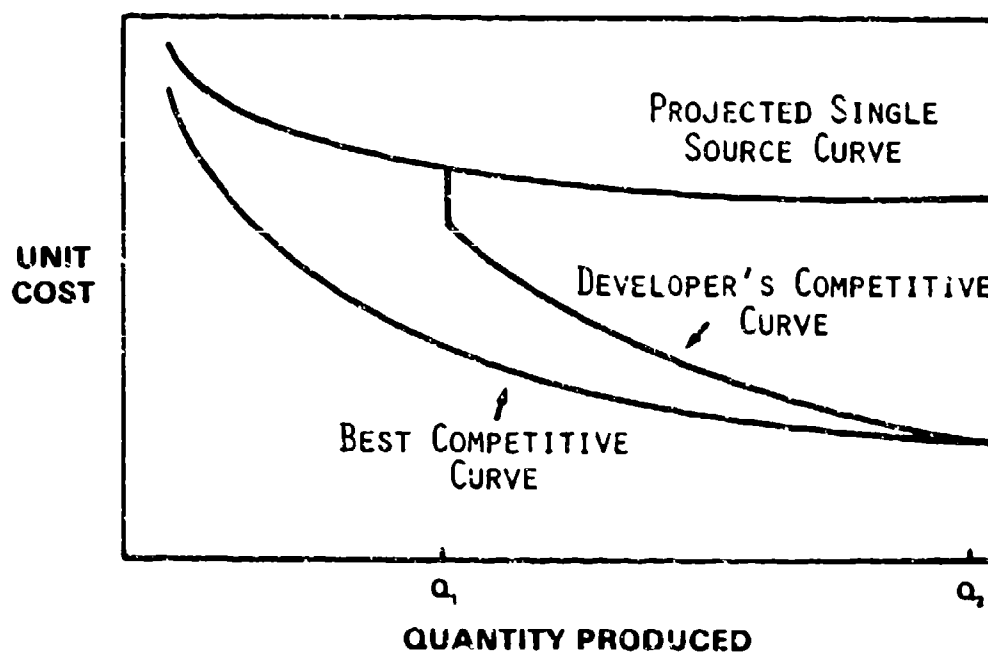 PROJECTED SINGLE
SOURCE CURVE
UNIT
COST
DEVELOPER'S COMPETITIVE
CURVE
BEST COMPETITIVE
CURVE
Q₁
Q₂
QUANTITY PRODUCED